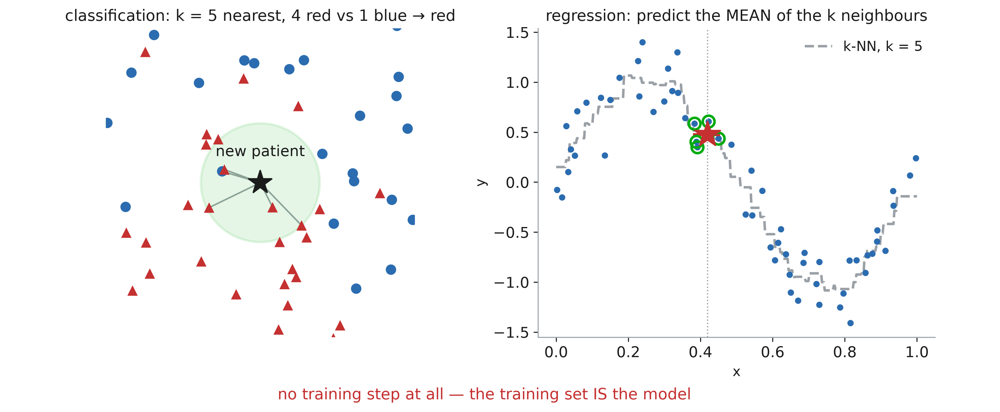 classification: k = 5 nearest, 4 red vs 1 blue → red
new patient
regression: predict the MEAN of the k neighbours
k-NN, k = 5
1.5
1.0
0.5
0.0
−0.5
−1.0
−1.5
y
0.0 0.2 0.4 0.6 0.8 1.0
x
no training step at all — the training set IS the model